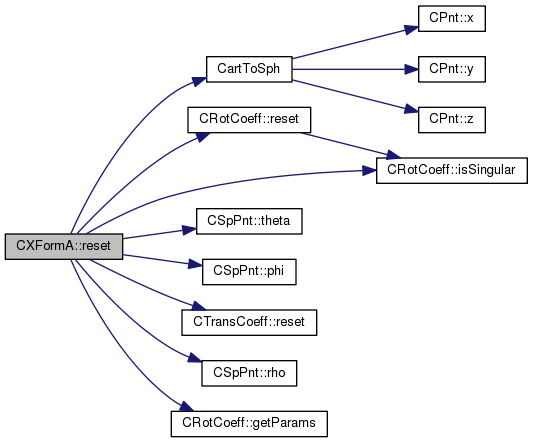 CXFormA::reset
CartToSph
CPnt::x
CPnt::y
CPnt::z
CRotCoeff::reset
CRotCoeff::isSingular
CSpPnt::theta
CSpPnt::phi
CTransCoeff::reset
CSpPnt::rho
CRotCoeff::getParams